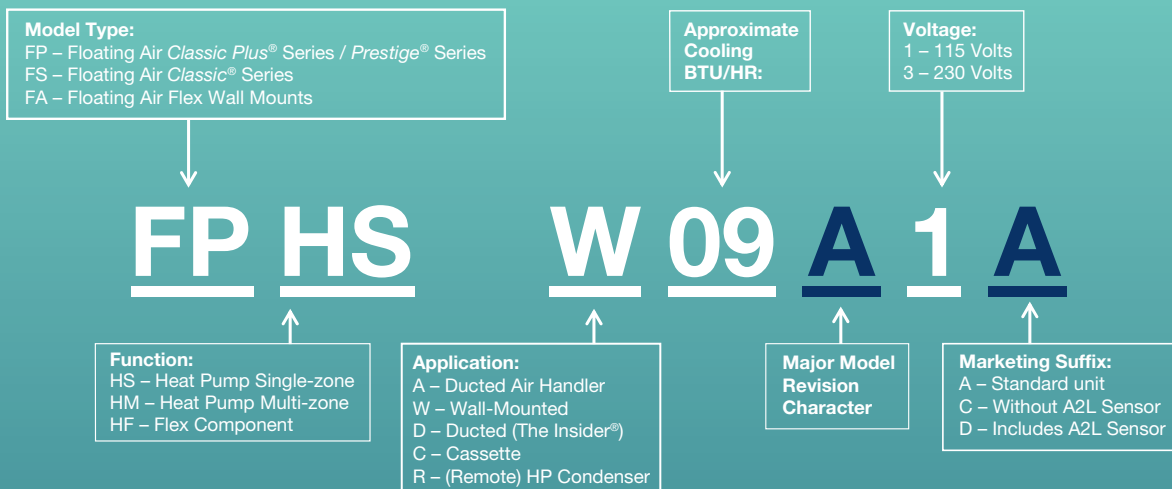 Model Type:
FP – Floating Air Classic Plus® Series / Prestige® Series
FS – Floating Air Classic® Series
FA – Floating Air Flex Wall Mounts
Approximate
Cooling
BTU/HR:
Voltage:
1 – 115 Volts
3 – 230 Volts
FP HS W 09 A 1 A
Function:
HS – Heat Pump Single-zone
HM – Heat Pump Multi-zone
HF – Flex Component
Application:
A – Ducted Air Handler
W – Wall-Mounted
D – Ducted (The Insider®)
C – Cassette
R – (Remote) HP Condenser
Major Model
Revision
Character
Marketing Suffix:
A – Standard unit
C – Without A2L Sensor
D – Includes A2L Sensor